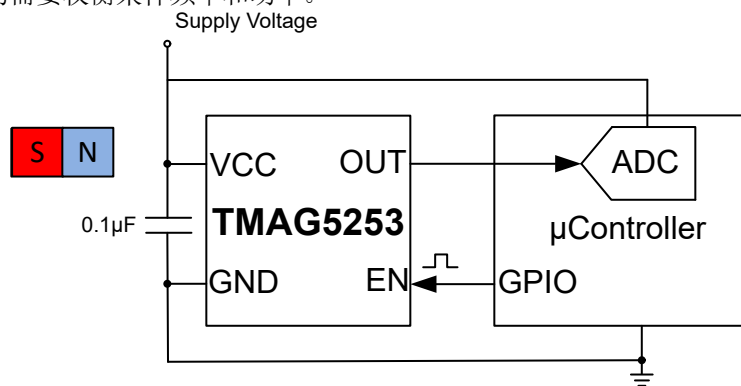 Supply Voltage
S N
VCC OUT ADC
0.1µF TMAG5253 µController
GND EN GPIO